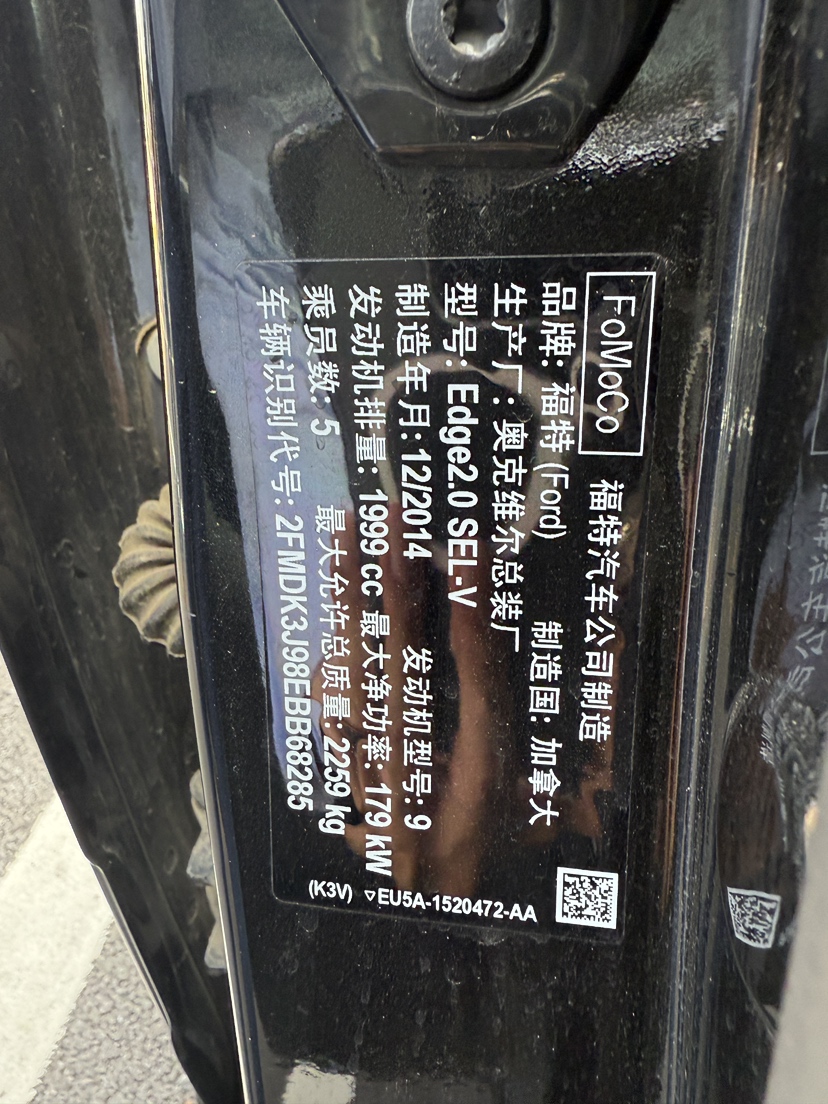 FoMoCo 福特汽车公司制造
品牌: 福特 (Ford) 制造国: 加拿大
生产厂: 奥克维尔总装厂
型号: Edge2.0 SEL-V
制造年月: 12/2014 发动机型号: 9
发动机排量: 1999 cc 最大净功率: 179 kW
乘员数: 5 最大允许总质量: 2259 kg
车辆识别代号: 2FMDK3J98EBB68285
(K3V) ▽EU5A-1520472-AA